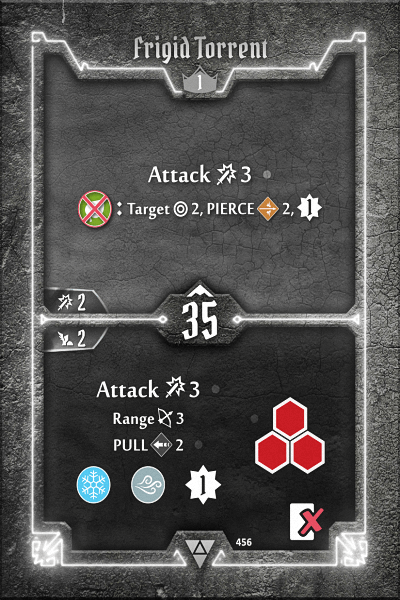 Frigid Torrent
1
Attack 3
: Target 2, PIERCE 2, 1
2
35
2
Attack 3
Range 3
PULL 2
1
456